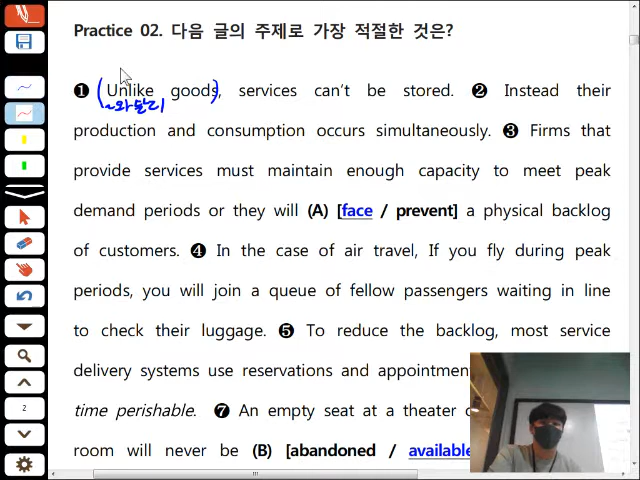 Practice 02. 다음 글의 주제로 가장 적절한 것은?
❶ (Unlike goods), services can't be stored. ❷ Instead their
~와 달리
production and consumption occurs simultaneously. ❸ Firms that
provide services must maintain enough capacity to meet peak
demand periods or they will (A) [face / prevent] a physical backlog
of customers. ❹ In the case of air travel, If you fly during peak
periods, you will join a queue of fellow passengers waiting in line
to check their luggage. ❺ To reduce the backlog, most service
delivery systems use reservations and
time perishable. ❼ An empty seat at a theater
room will never be (B) [abandoned / available
2